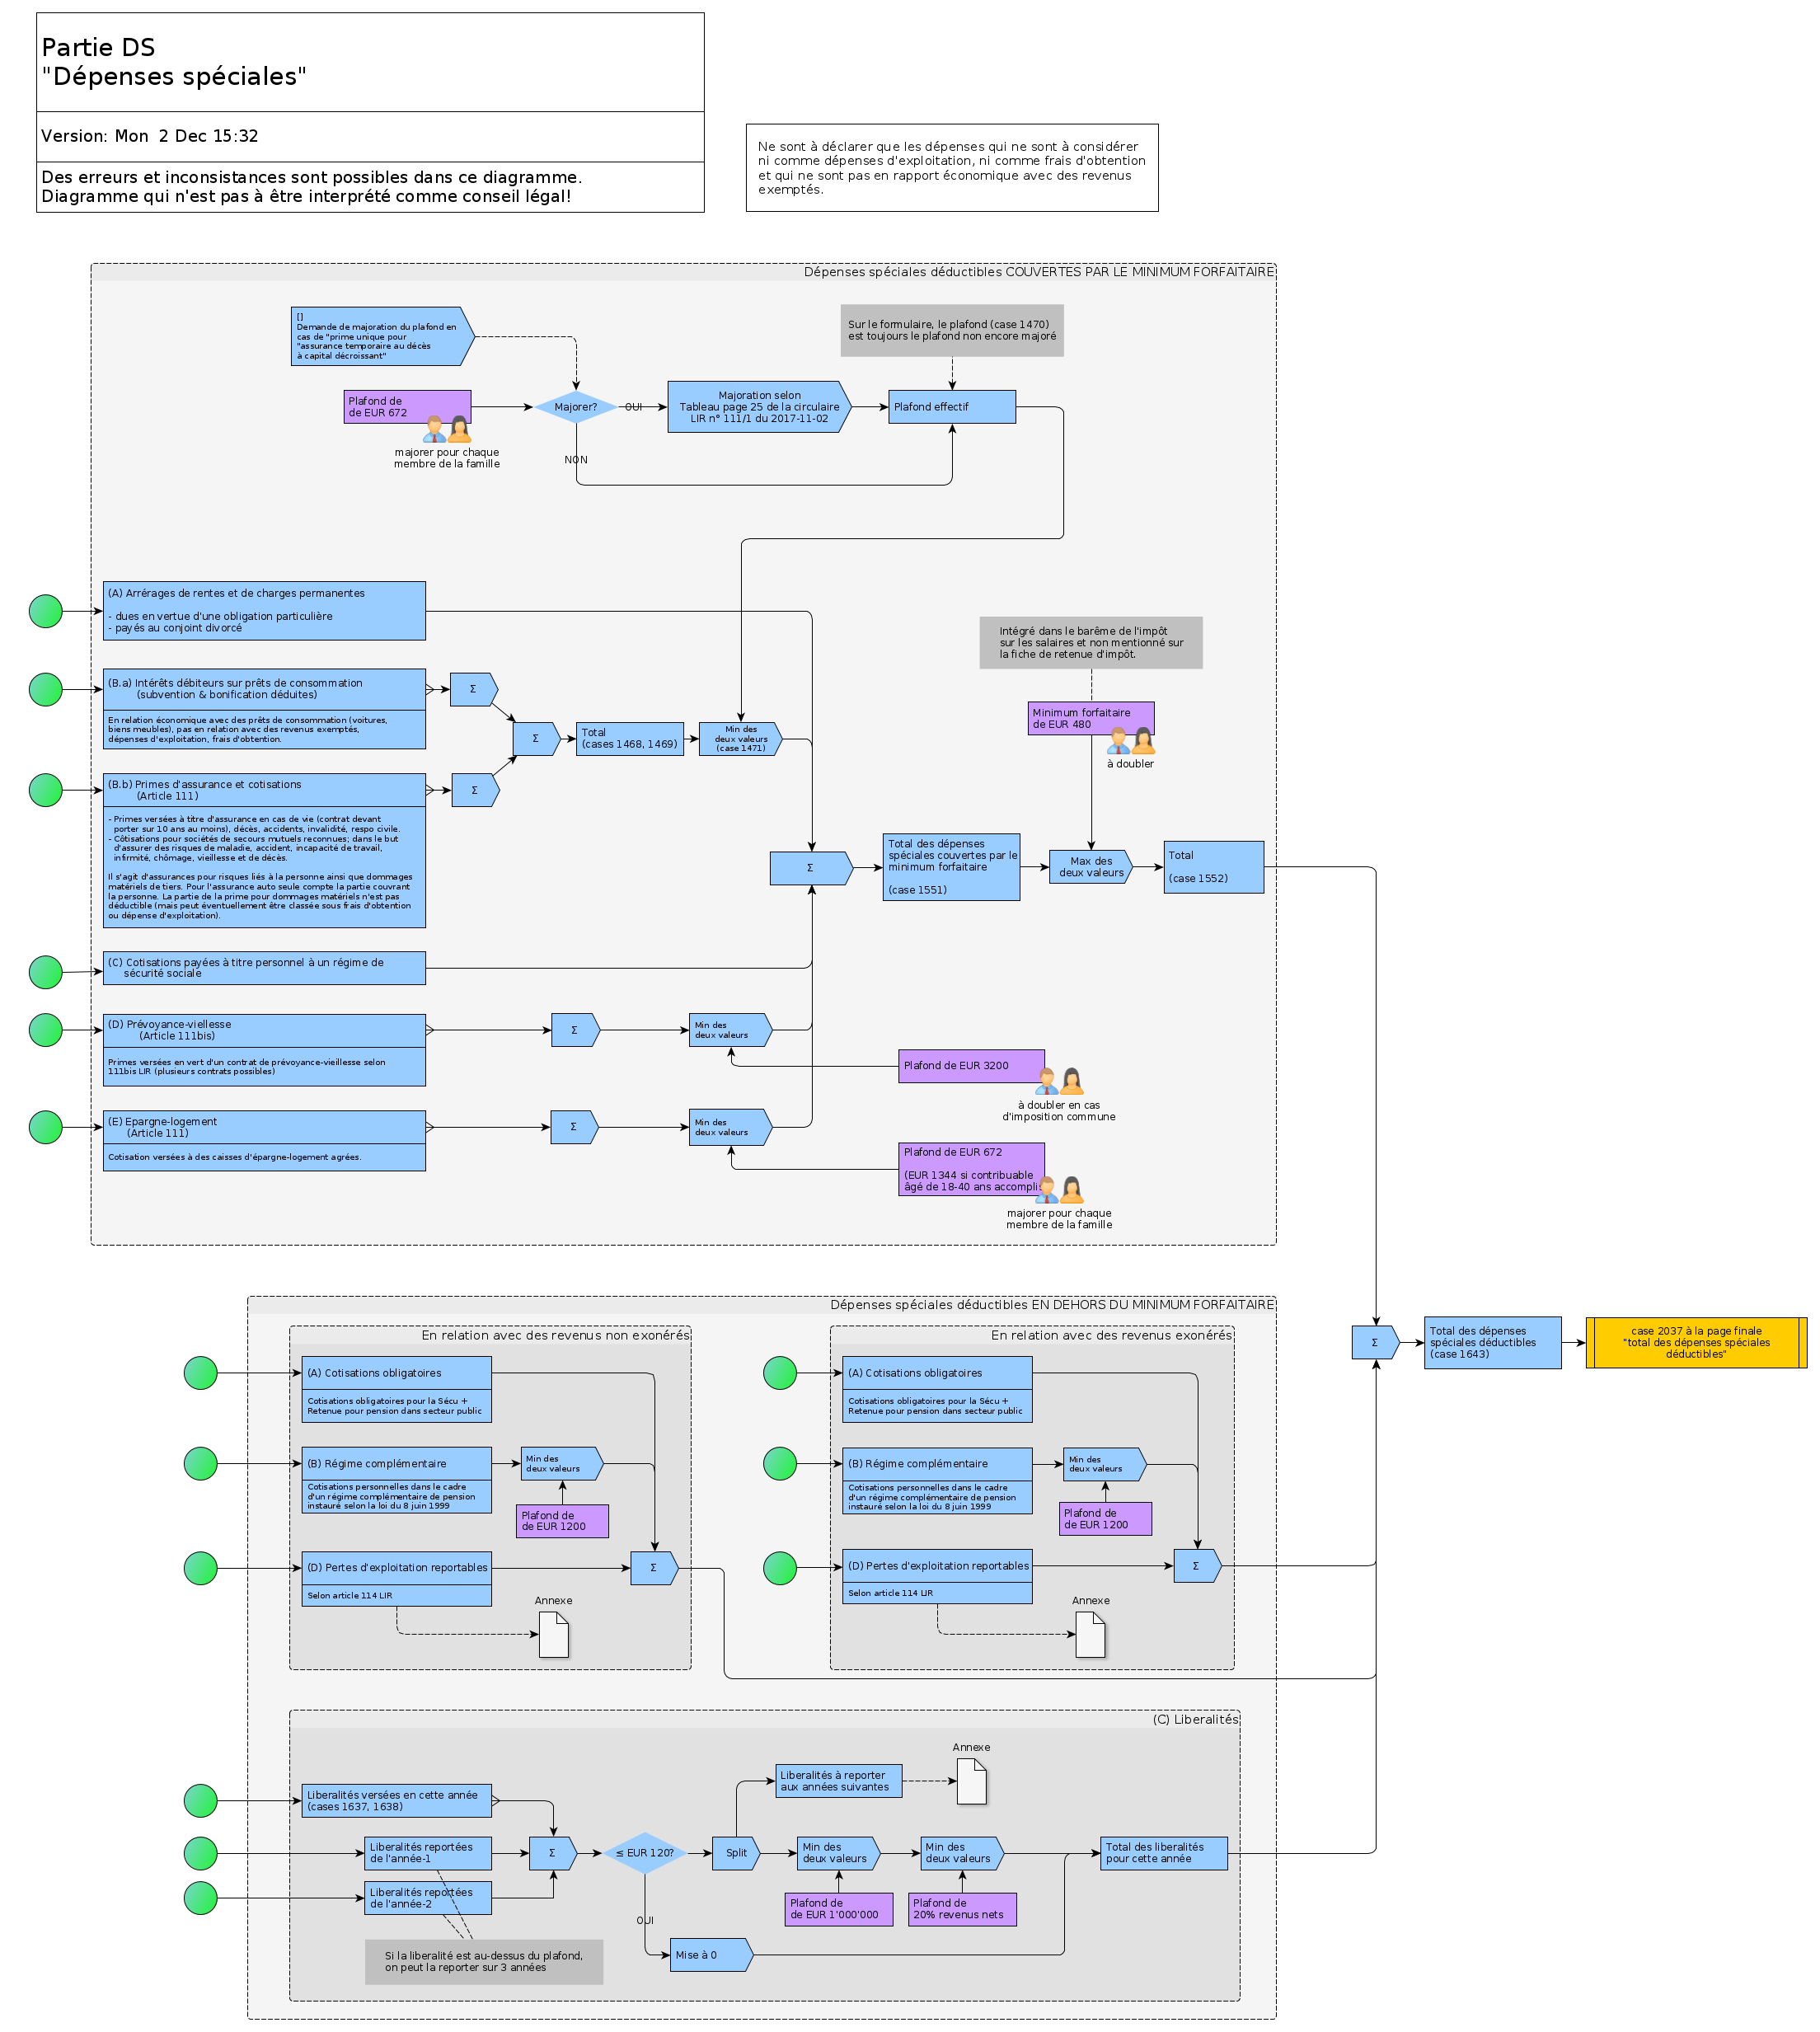 Partie DS
"Dépenses spéciales"
Version: Mon  2 Dec 15:32
Des erreurs et inconsistances sont possibles dans ce diagramme.
Diagramme qui n'est pas à être interprété comme conseil légal!
Ne sont à déclarer que les dépenses qui ne sont à considérer
ni comme dépenses d'exploitation, ni comme frais d'obtention
et qui ne sont pas en rapport économique avec des revenus
exemptés.
Dépenses spéciales déductibles COUVERTES PAR LE MINIMUM FORFAITAIRE
[]
Demande de majoration du plafond en
cas de "prime unique pour
"assurance temporaire au décès
à capital décroissant"
Sur le formulaire, le plafond (case 1470)
est toujours le plafond non encore majoré
Plafond de
de EUR 672
majorer pour chaque
membre de la famille
Majorer?
OUI
NON
Majoration selon
Tableau page 25 de la circulaire
LIR n° 111/1 du 2017-11-02
Plafond effectif
(A) Arrérages de rentes et de charges permanentes
- dues en vertue d'une obligation particulière
- payés au conjoint divorcé
(B.a) Intérêts débiteurs sur prêts de consommation
(subvention & bonification déduites)
En relation économique avec des prêts de consommation (voitures,
biens meubles), pas en relation avec des revenus exemptés,
dépenses d'exploitation, frais d'obtention.
Σ
Σ
Total
(cases 1468, 1469)
Min des
deux valeurs
(case 1471)
Intégré dans le barême de l'impôt
sur les salaires et non mentionné sur
la fiche de retenue d'impôt.
Minimum forfaitaire
de EUR 480
à doubler
(B.b) Primes d'assurance et cotisations
(Article 111)
- Primes versées à titre d'assurance en cas de vie (contrat devant
porter sur 10 ans au moins), décès, accidents, invalidité, respo civile.
- Côtisations pour sociétés de secours mutuels reconnues; dans le but
d'assurer des risques de maladie, accident, incapacité de travail,
infirmité, chômage, vieillesse et de décès.
Il s'agit d'assurances pour risques liés à la personne ainsi que dommages
matériels de tiers. Pour l'assurance auto seule compte la partie couvrant
la personne. La partie de la prime pour dommages matériels n'est pas
déductible (mais peut éventuellement être classée sous frais d'obtention
ou dépense d'exploitation).
Σ
Σ
Total des dépenses
spéciales couvertes par le
minimum forfaitaire
(case 1551)
Max des
deux valeurs
Total
(case 1552)
(C) Cotisations payées à titre personnel à un régime de
sécurité sociale
(D) Prévoyance-viellesse
(Article 111bis)
Primes versées en vert d'un contrat de prévoyance-vieillesse selon
111bis LIR (plusieurs contrats possibles)
Σ
Min des
deux valeurs
Plafond de EUR 3200
à doubler en cas
d'imposition commune
(E) Epargne-logement
(Article 111)
Cotisation versées à des caisses d'épargne-logement agrées.
Σ
Min des
deux valeurs
Plafond de EUR 672
(EUR 1344 si contribuable
âgé de 18-40 ans accomplis
majorer pour chaque
membre de la famille
Dépenses spéciales déductibles EN DEHORS DU MINIMUM FORFAITAIRE
En relation avec des revenus non exonérés
(A) Cotisations obligatoires
Cotisations obligatoires pour la Sécu +
Retenue pour pension dans secteur public
(B) Régime complémentaire
Cotisations personnelles dans le cadre
d'un régime complémentaire de pension
instauré selon la loi du 8 juin 1999
Min des
deux valeurs
Plafond de
de EUR 1200
(D) Pertes d'exploitation reportables
Selon article 114 LIR
Σ
Annexe
En relation avec des revenus exonérés
(A) Cotisations obligatoires
Cotisations obligatoires pour la Sécu +
Retenue pour pension dans secteur public
(B) Régime complémentaire
Cotisations personnelles dans le cadre
d'un régime complémentaire de pension
instauré selon la loi du 8 juin 1999
Min des
deux valeurs
Plafond de
de EUR 1200
(D) Pertes d'exploitation reportables
Selon article 114 LIR
Σ
Annexe
Σ
Total des dépenses
spéciales déductibles
(case 1643)
case 2037 à la page finale
"total des dépenses spéciales
déductibles"
(C) Liberalités
Liberalités versées en cette année
(cases 1637, 1638)
Liberalités reportées
de l'année-1
Liberalités reportées
de l'année-2
Si la liberalité est au-dessus du plafond,
on peut la reporter sur 3 années
Σ
≤ EUR 120?
OUI
Mise à 0
Split
Liberalités à reporter
aux années suivantes
Annexe
Min des
deux valeurs
Plafond de
de EUR 1'000'000
Min des
deux valeurs
Plafond de
20% revenus nets
Total des liberalités
pour cette année